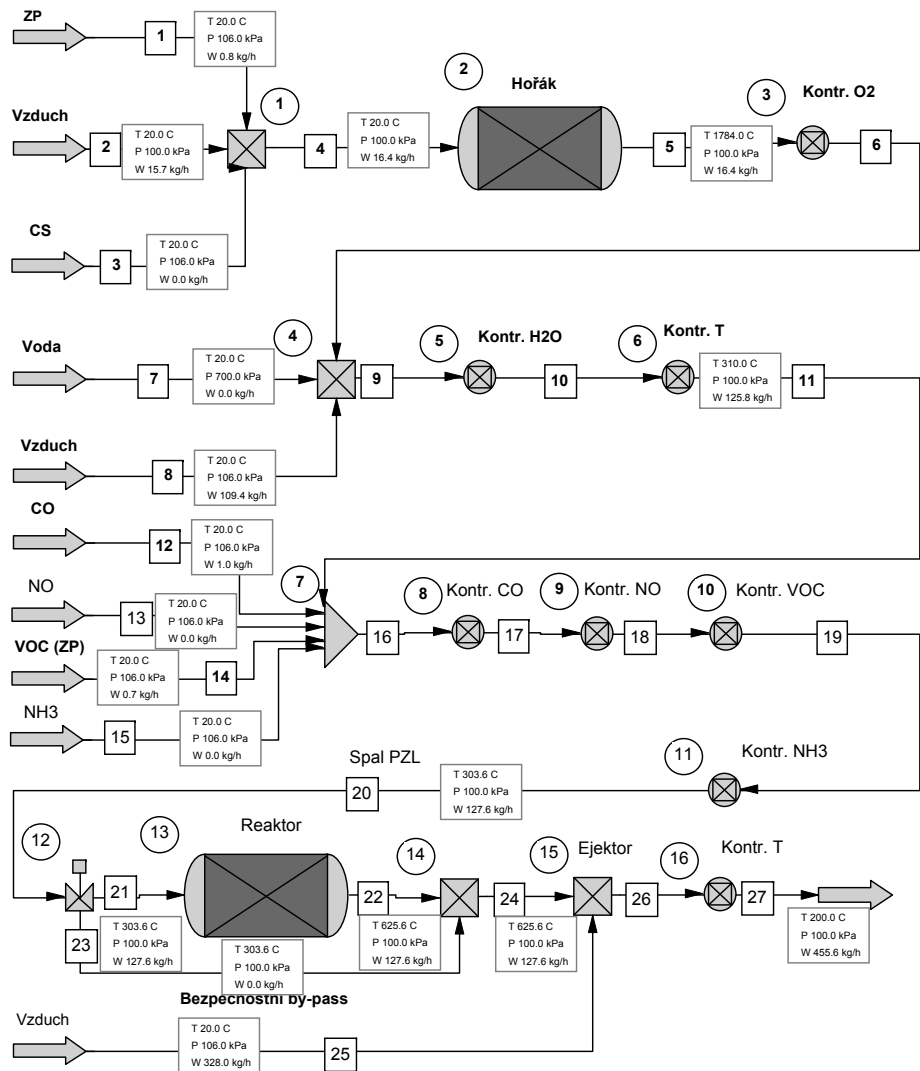 ZP
1
T 20.0 C
P 106.0 kPa
W 0.8 kg/h
1
2
Hořák
3
Kontr. O2
Vzduch
2
T 20.0 C
P 100.0 kPa
W 15.7 kg/h
4
T 20.0 C
P 100.0 kPa
W 16.4 kg/h
5
T 1784.0 C
P 100.0 kPa
W 16.4 kg/h
6
CS
3
T 20.0 C
P 106.0 kPa
W 0.0 kg/h
4
5
Kontr. H2O
6
Kontr. T
Voda
7
T 20.0 C
P 700.0 kPa
W 0.0 kg/h
9
10
T 310.0 C
P 100.0 kPa
W 125.8 kg/h
11
Vzduch
8
T 20.0 C
P 106.0 kPa
W 109.4 kg/h
CO
12
T 20.0 C
P 106.0 kPa
W 1.0 kg/h
7
8
Kontr. CO
9
Kontr. NO
10
Kontr. VOC
NO
13
T 20.0 C
P 106.0 kPa
W 0.0 kg/h
16
17
18
19
VOC (ZP)
T 20.0 C
P 106.0 kPa
W 0.7 kg/h
14
NH3
15
T 20.0 C
P 106.0 kPa
W 0.0 kg/h
Spal PZL
20
T 303.6 C
P 100.0 kPa
W 127.6 kg/h
11
Kontr. NH3
12
13
Reaktor
14
15
Ejektor
16
Kontr. T
21
T 303.6 C
P 100.0 kPa
W 127.6 kg/h
23
T 303.6 C
P 100.0 kPa
W 0.0 kg/h
22
T 625.6 C
P 100.0 kPa
W 127.6 kg/h
24
T 625.6 C
P 100.0 kPa
W 127.6 kg/h
26
27
T 200.0 C
P 100.0 kPa
W 455.6 kg/h
Bezpečnostní by-pass
Vzduch
T 20.0 C
P 106.0 kPa
W 328.0 kg/h
25